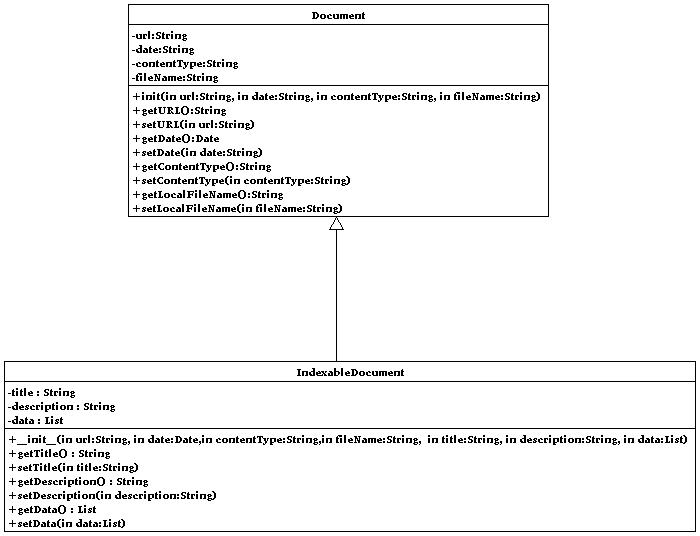 Document
-url:String
-date:String
-contentType:String
-fileName:String
+init(in url:String, in date:String, in contentType:String, in fileName:String)
+getURL():String
+setURL(in url:String)
+getDate():Date
+setDate(in date:String)
+getContentType():String
+setContentType(in contentType:String)
+getLocalFileName():String
+setLocalFileName(in fileName:String)
IndexableDocument
-title : String
-description : String
-data : List
+__init__(in url:String, in date:Date,in contentType:String,in fileName:String,  in title:String, in description:String, in data:List)
+getTitle() : String
+setTitle(in title:String)
+getDescription() : String
+setDescription(in description:String)
+getData() : List
+setData(in data:List)